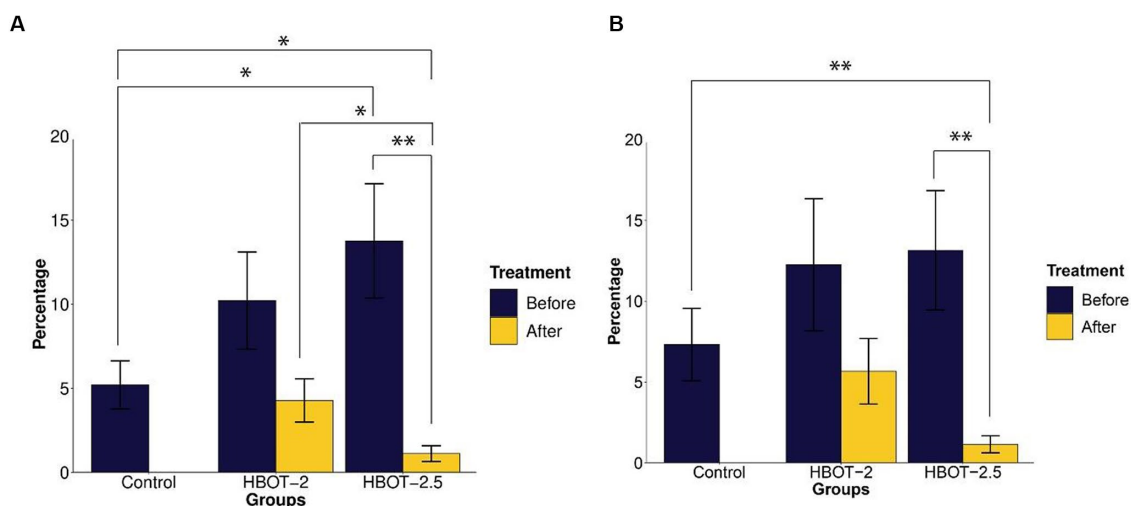 A
*
*
*
**
20
15
10
5
0
Percentage
Control
HBOT-2
HBOT-2.5
Groups
Treatment
Before
After
B
**
**
20
15
10
5
0
Percentage
Control
HBOT-2
HBOT-2.5
Groups
Treatment
Before
After